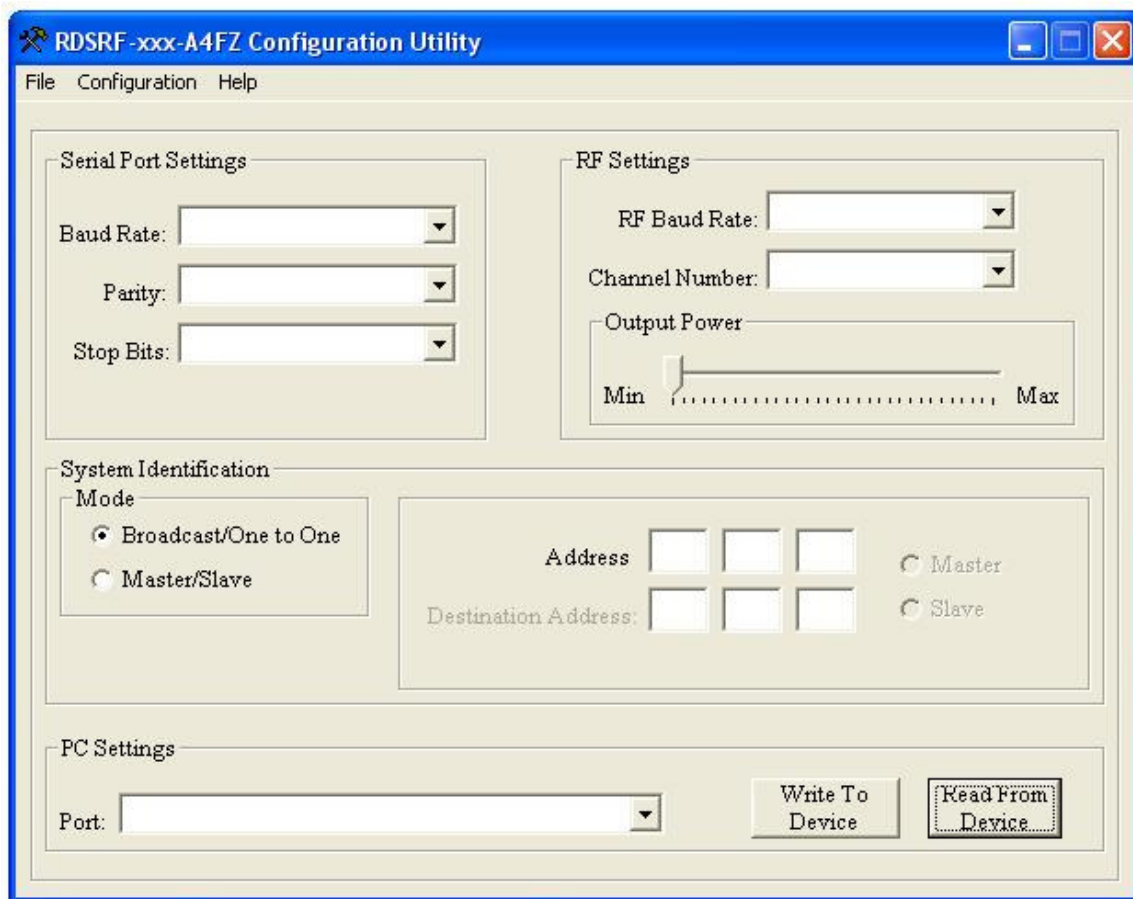 RDSRF-xxx-A4FZ Configuration Utility
File Configuration Help
Serial Port Settings
Baud Rate:
Parity:
Stop Bits:
RF Settings
RF Baud Rate:
Channel Number:
Output Power
Min Max
System Identification
Mode
Broadcast/One to One
Master/Slave
Address
Destination Address:
Master
Slave
PC Settings
Port:
Write To
Device
Read From
Device